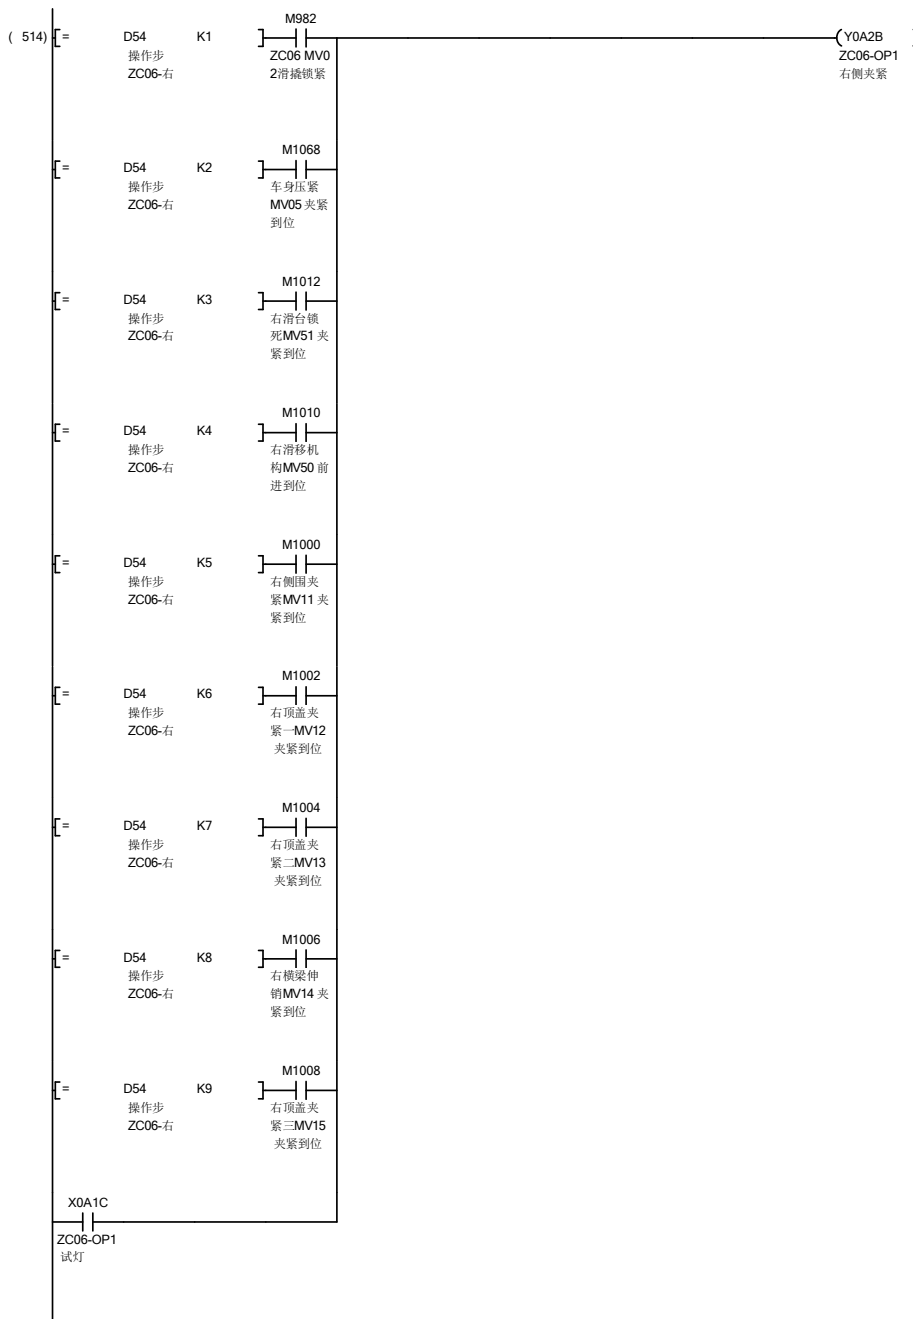 M982
( 514) [= D54 K1 ] (Y0A2B )
操作步 ZC06 MV0 ZC06-OP1
ZC06-右 2滑撬锁紧 右侧夹紧
M1068
[= D54 K2 ]
操作步 车身压紧
ZC06-右 MV05 夹紧
到位
M1012
[= D54 K3 ]
操作步 右滑台锁
ZC06-右 死MV51 夹
紧到位
M1010
[= D54 K4 ]
操作步 右滑移机
ZC06-右 构MV50 前
进到位
M1000
[= D54 K5 ]
操作步 右侧围夹
ZC06-右 紧MV11 夹
紧到位
M1002
[= D54 K6 ]
操作步 右顶盖夹
ZC06-右 紧一MV12
夹紧到位
M1004
[= D54 K7 ]
操作步 右顶盖夹
ZC06-右 紧二MV13
夹紧到位
M1006
[= D54 K8 ]
操作步 右横梁伸
ZC06-右 销MV14 夹
紧到位
M1008
[= D54 K9 ]
操作步 右顶盖夹
ZC06-右 紧三MV15
夹紧到位
X0A1C
ZC06-OP1
试灯